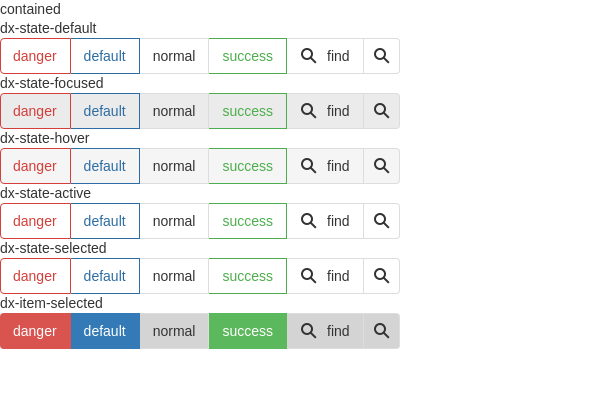 contained
dx-state-default
danger default normal success find
dx-state-focused
danger default normal success find
dx-state-hover
danger default normal success find
dx-state-active
danger default normal success find
dx-state-selected
danger default normal success find
dx-item-selected
danger default normal success find